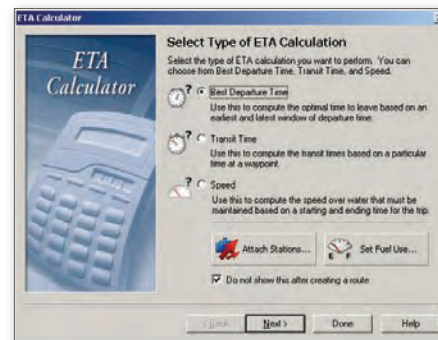 ETA Calculator
ETA
Calculator
Select Type of ETA Calculation
Select the type of ETA calculation you want to perform. You can
choose from Best Departure Time, Transit Time, and Speed.
? Best Departure Time
Use this to compute the optimal time to leave based on an
earliest and latest window of departure time.
? Transit Time
Use this to compute the transit times based on a particular
time at a waypoint.
? Speed
Use this to compute the speed over water that must be
maintained based on a starting and ending time for the trip.
Attach Stations... E F Set Fuel Use...
Do not show this after creating a route
< Back Next > Done Help